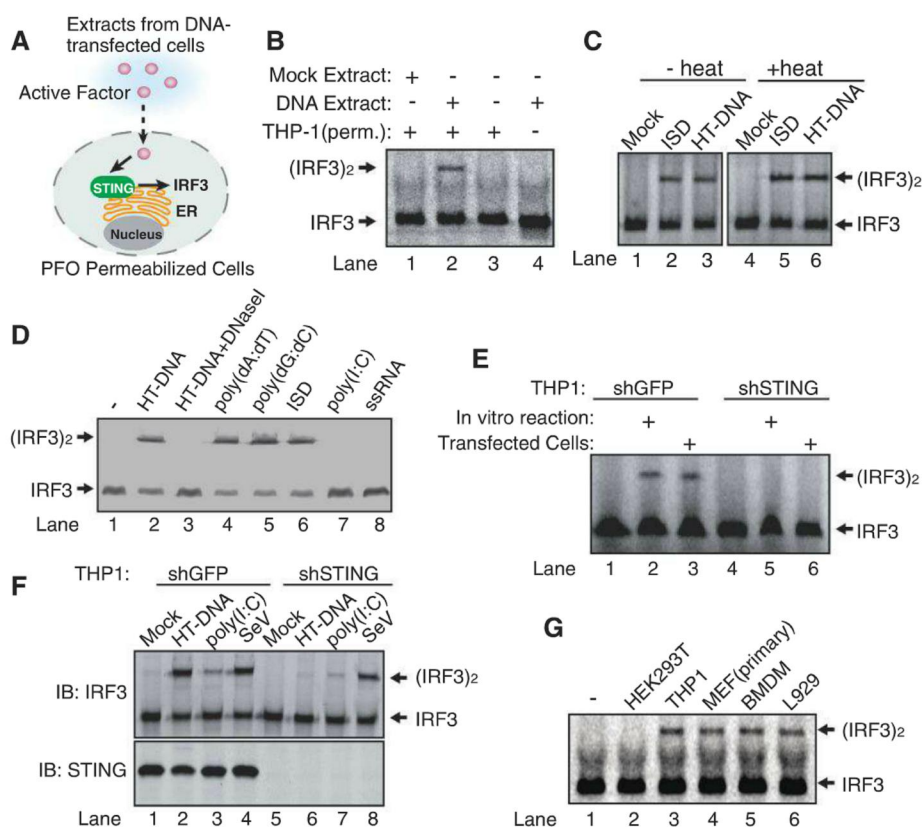 A
Extracts from DNA-
transfected cells
Active Factor
STING
IRF3
ER
Nucleus
PFO Permeabilized Cells
B
Mock Extract: + - - -
DNA Extract: - + - +
THP-1(perm.): + + + -
(IRF3)2
IRF3
Lane 1 2 3 4
C
- heat +heat
Mock ISD HT-DNA Mock ISD HT-DNA
(IRF3)2
IRF3
1 2 3 4 5 6
D
- HT-DNA HT-DNA+DNaseI poly(dA:dT) poly(dG:dC) ISD poly(I:C) ssRNA
(IRF3)2
IRF3
Lane 1 2 3 4 5 6 7 8
E
THP1: shGFP shSTING
In vitro reaction: + +
Transfected Cells: + +
(IRF3)2
IRF3
Lane 1 2 3 4 5 6
F
THP1: shGFP shSTING
Mock HT-DNA poly(I:C) SeV Mock HT-DNA poly(I:C) SeV
IB: IRF3
(IRF3)2
IRF3
IB: STING
Lane 1 2 3 4 5 6 7 8
G
- HEK293T THP1 MEF(primary) BMDM L929
(IRF3)2
IRF3
Lane 1 2 3 4 5 6